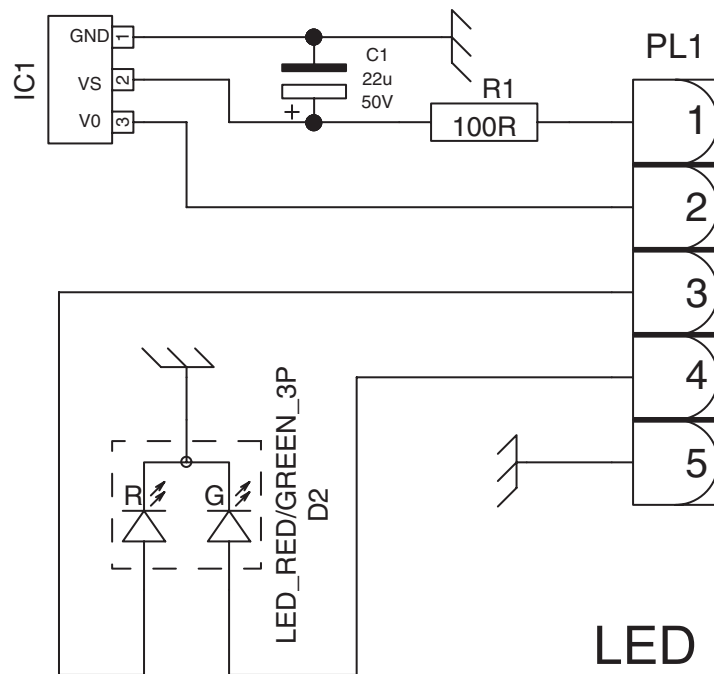 IC1
GND 1
VS 2
V0 3
C1
22u
50V
+
R1
100R
PL1
1
2
3
4
5
R
G
LED_RED/GREEN_3P
D2
LED